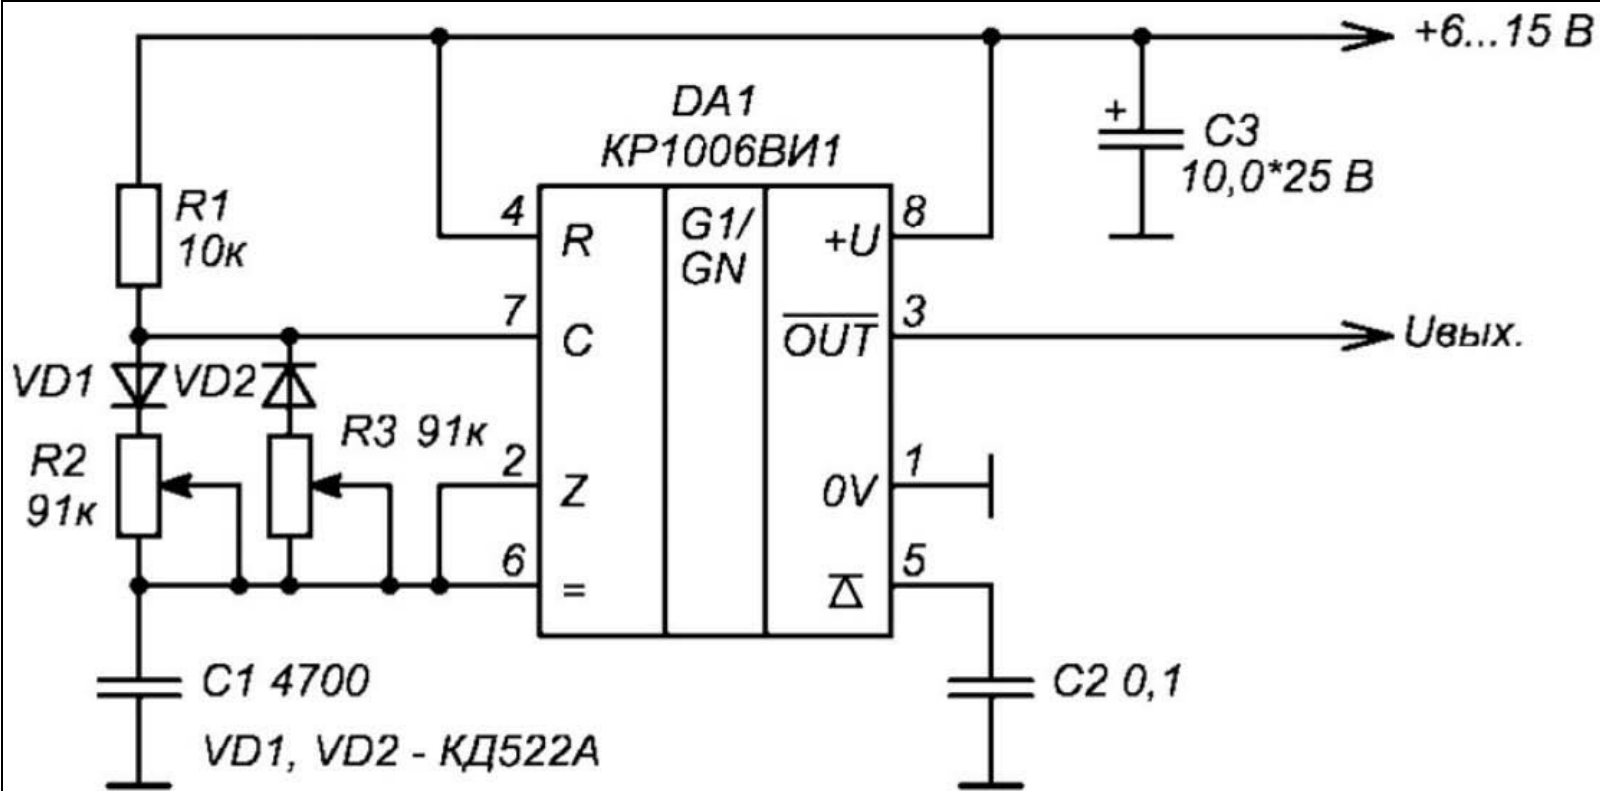 +6...15 В
DA1
КР1006ВИ1
+
C3
10,0*25 В
R1
10к
4
R
G1/
GN
8
+U
7
C
3
OUT
Uвых.
VD1
VD2
R3 91к
R2
91к
2
Z
1
0V
6
=
5
Δ
C1 4700
C2 0,1
VD1, VD2 - КД522А